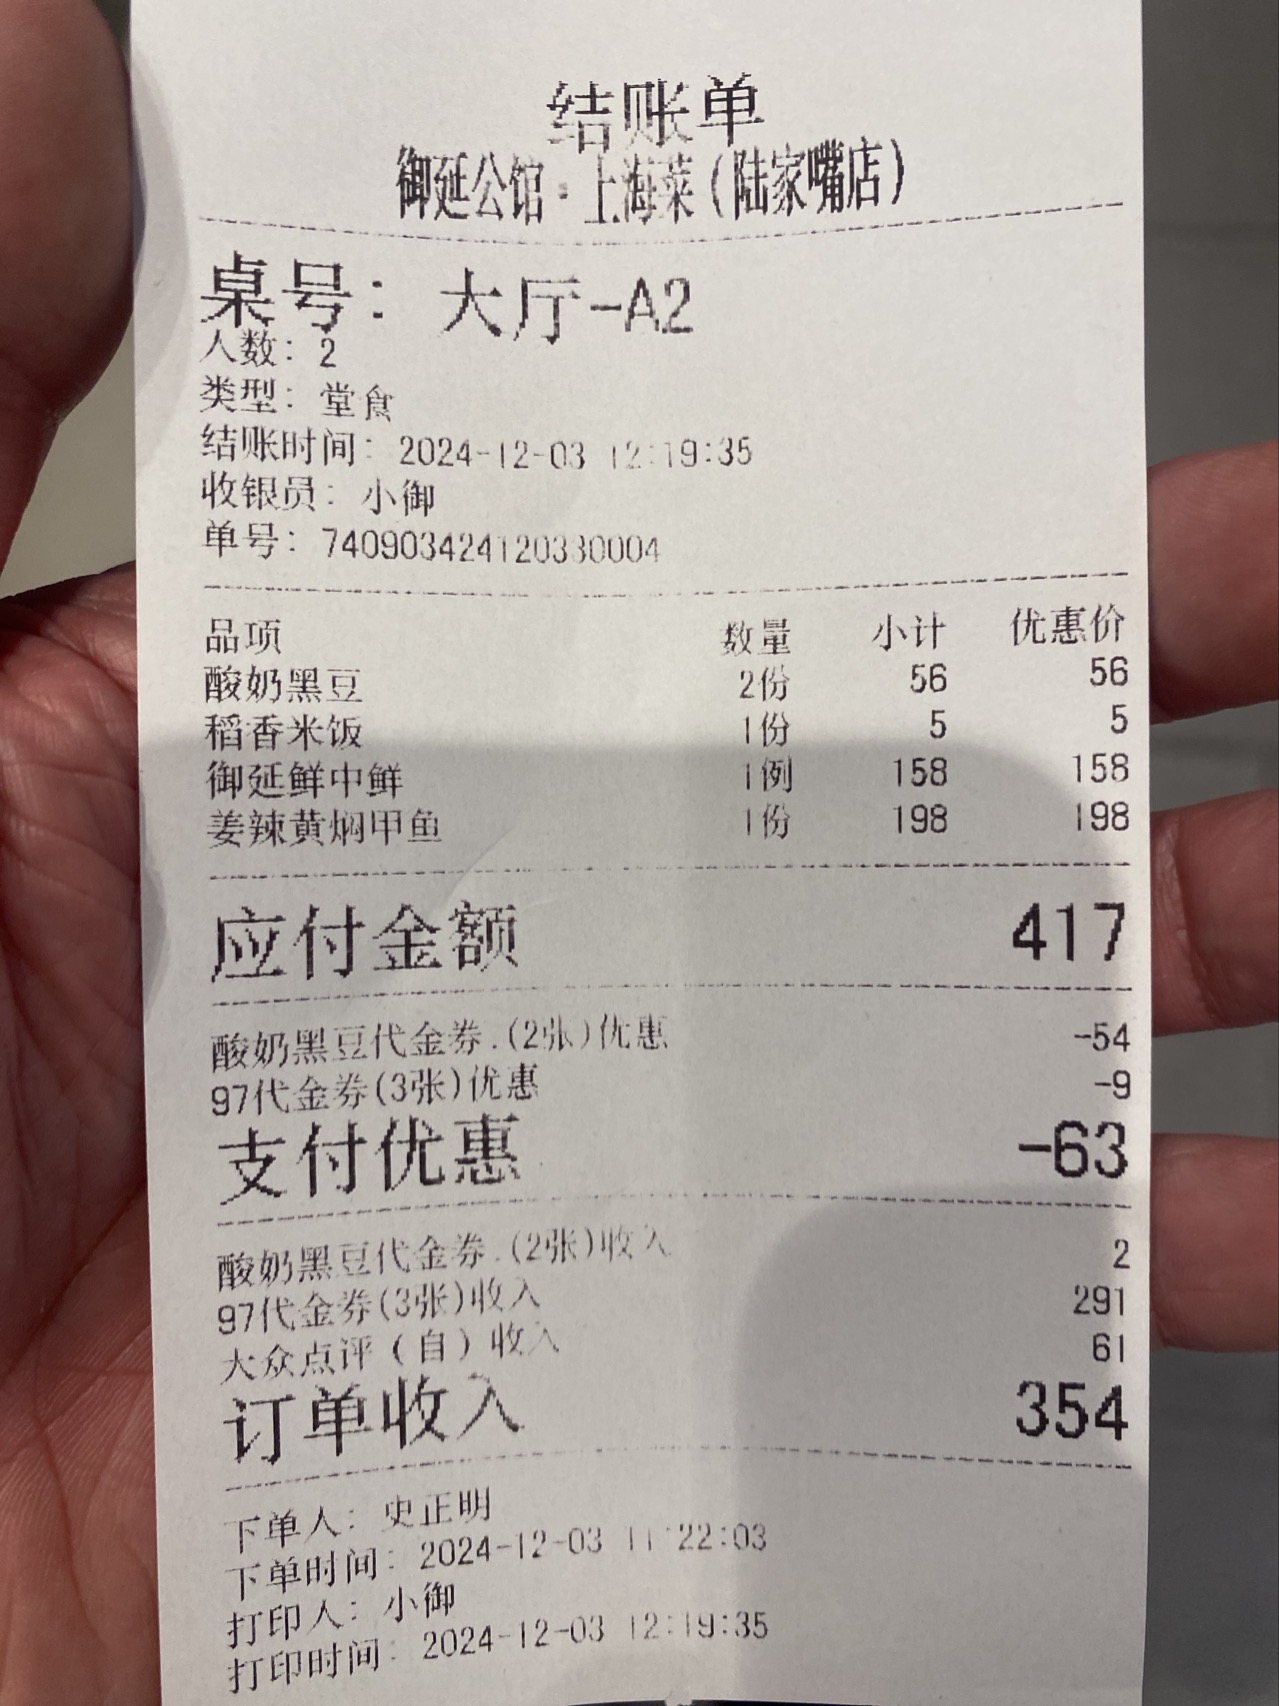 结账单
御延公馆·上海菜(陆家嘴店)
桌号: 大厅-A2
人数: 2
类型: 堂食
结账时间: 2024-12-03 12:19:35
收银员: 小御
单号: 740903424120330004
品项 数量 小计 优惠价
酸奶黑豆 2份 56 56
稻香米饭 1份 5 5
御延鲜中鲜 1例 158 158
姜辣黄焖甲鱼 1份 198 198
应付金额 417
酸奶黑豆代金券.(2张)优惠 -54
97代金券(3张)优惠 -9
支付优惠 -63
酸奶黑豆代金券.(2张)收入 2
97代金券(3张)收入 291
大众点评（自）收入 61
订单收入 354
下单人: 史正明
下单时间: 2024-12-03 11:22:03
打印人: 小御
打印时间: 2024-12-03 12:19:35